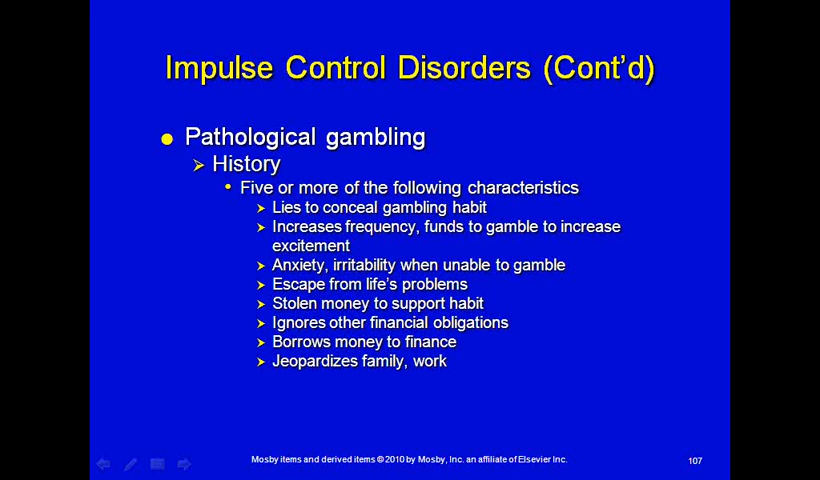 Impulse Control Disorders (Cont'd)
Pathological gambling
History
Five or more of the following characteristics
Lies to conceal gambling habit
Increases frequency, funds to gamble to increase
excitement
Anxiety, irritability when unable to gamble
Escape from life's problems
Stolen money to support habit
Ignores other financial obligations
Borrows money to finance
Jeopardizes family, work
Mosby items and derived items © 2010 by Mosby, Inc. an affiliate of Elsevier Inc.
107